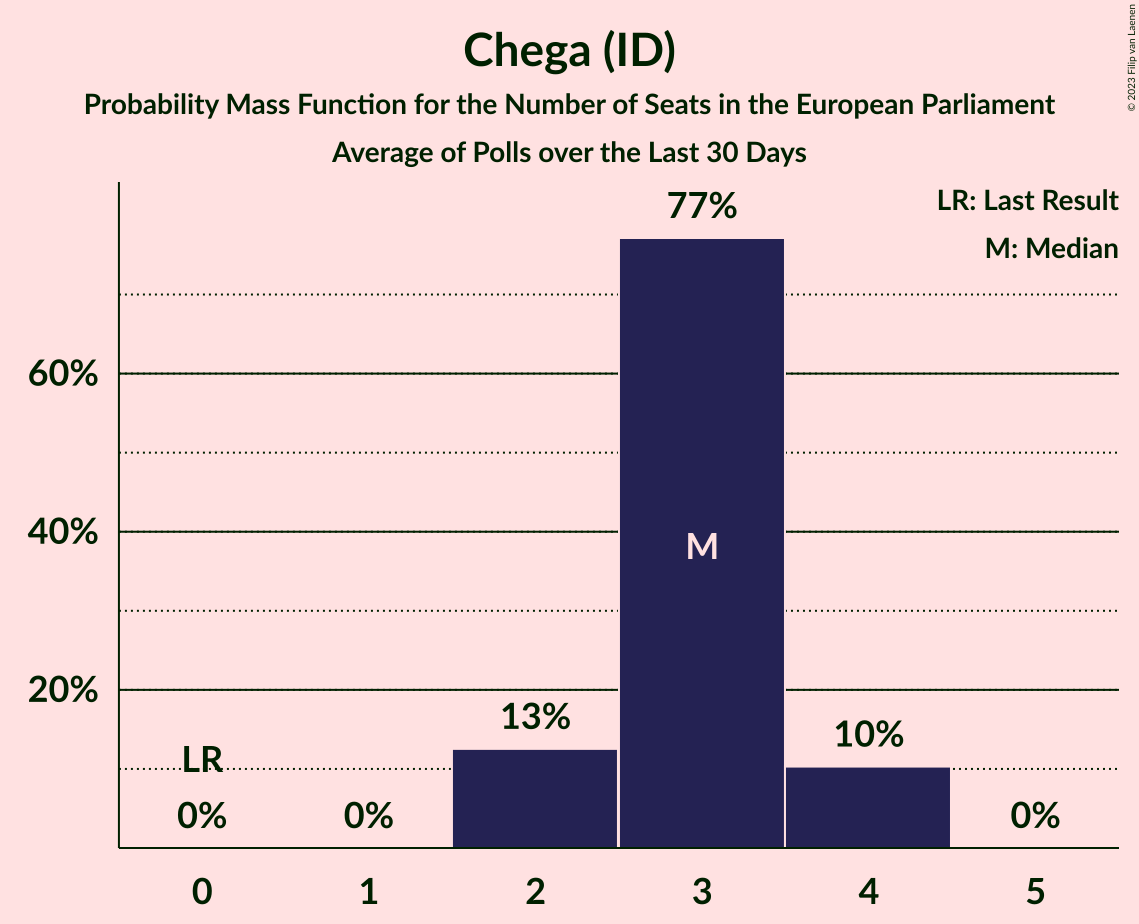 Chega (ID)
Probability Mass Function for the Number of Seats in the European Parliament
Average of Polls over the Last 30 Days
© 2023 Filip van Laenen
LR: Last Result
M: Median
77%
60%
40%
20%
M
13%
10%
LR
0%
0%
0%
0
1
2
3
4
5